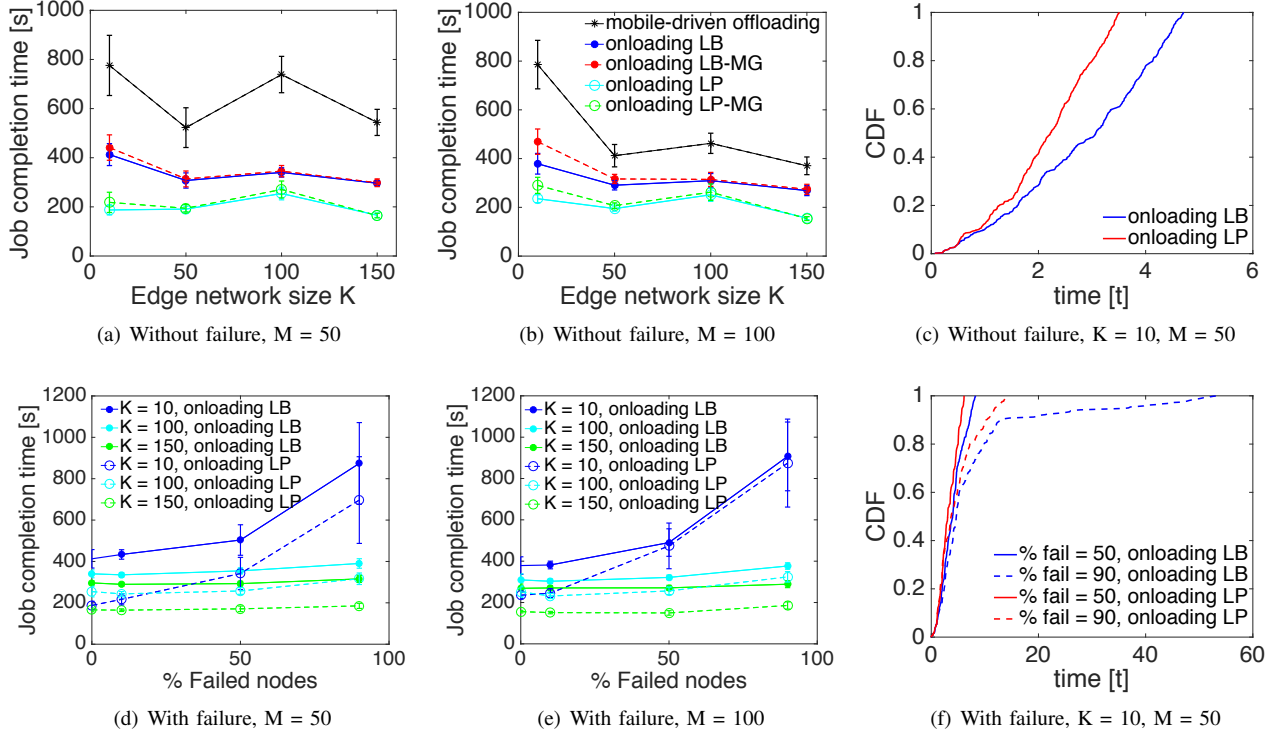 1000
800
600
400
200
0
Job completion time [s]
0 50 100 150
Edge network size K
(a) Without failure, M = 50
1000
800
600
400
200
0
Job completion time [s]
mobile-driven offloading
onloading LB
onloading LB-MG
onloading LP
onloading LP-MG
0 50 100 150
Edge network size K
(b) Without failure, M = 100
1
0.8
0.6
0.4
0.2
0
CDF
onloading LB
onloading LP
0 2 4 6
time [t]
(c) Without failure, K = 10, M = 50
1200
1000
800
600
400
200
0
Job completion time [s]
K = 10, onloading LB
K = 100, onloading LB
K = 150, onloading LB
K = 10, onloading LP
K = 100, onloading LP
K = 150, onloading LP
0 50 100
% Failed nodes
(d) With failure, M = 50
1200
1000
800
600
400
200
0
Job completion time [s]
K = 10, onloading LB
K = 100, onloading LB
K = 150, onloading LB
K = 10, onloading LP
K = 100, onloading LP
K = 150, onloading LP
0 50 100
% Failed nodes
(e) With failure, M = 100
1
0.8
0.6
0.4
0.2
0
CDF
% fail = 50, onloading LB
% fail = 90, onloading LB
% fail = 50, onloading LP
% fail = 90, onloading LP
0 20 40 60
time [t]
(f) With failure, K = 10, M = 50